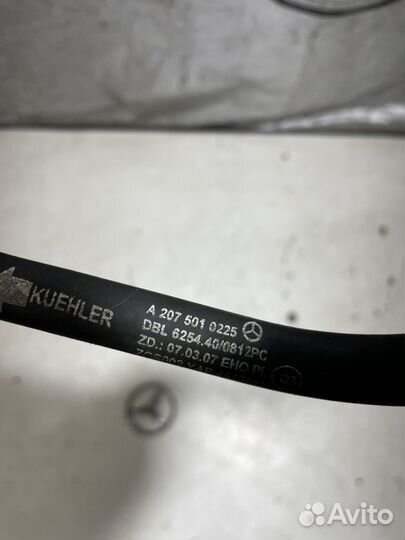 KUEHLER
A 207 501 0225
DBL 6254.40/0812PC
ZD.: 07.03.07 EHO PL
Avito